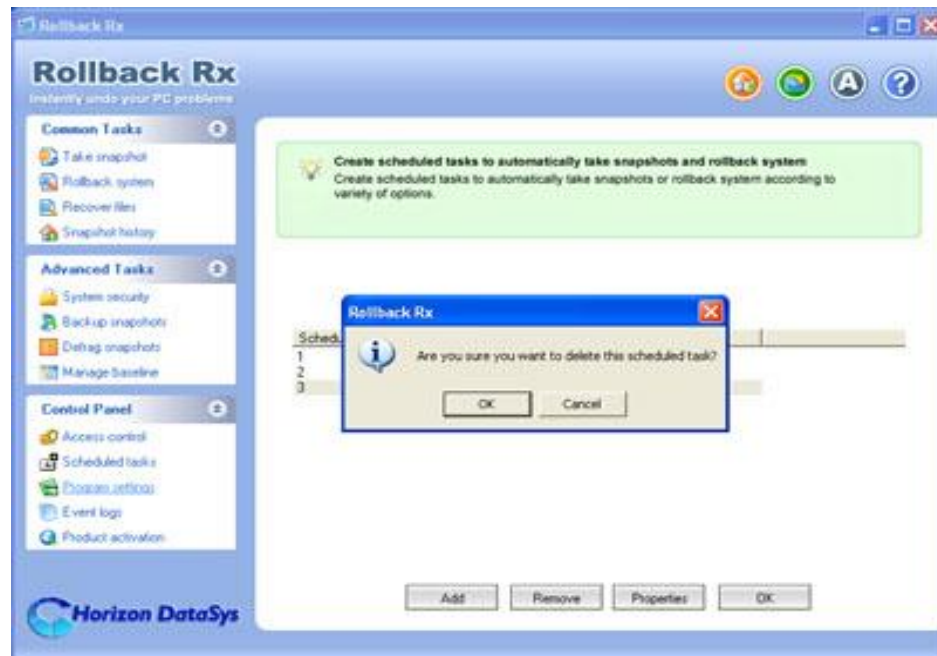 Rollback Rx
Rollback Rx
Instantly undo your PC problems
Common Tasks
Take snapshot
Rollback system
Recover files
Snapshot history
Advanced Tasks
System security
Backup snapshots
Defrag snapshots
Manage baseline
Control Panel
Access control
Scheduled tasks
Program settings
Event logs
Product activation
Horizon DataSys
A
?
Create scheduled tasks to automatically take snapshots and rollback system
Create scheduled tasks to automatically take snapshots or rollback system according to
variety of options.
Schedu
1
2
3
Rollback Rx
Are you sure you want to delete this scheduled task?
OK Cancel
Add Remove Properties OK